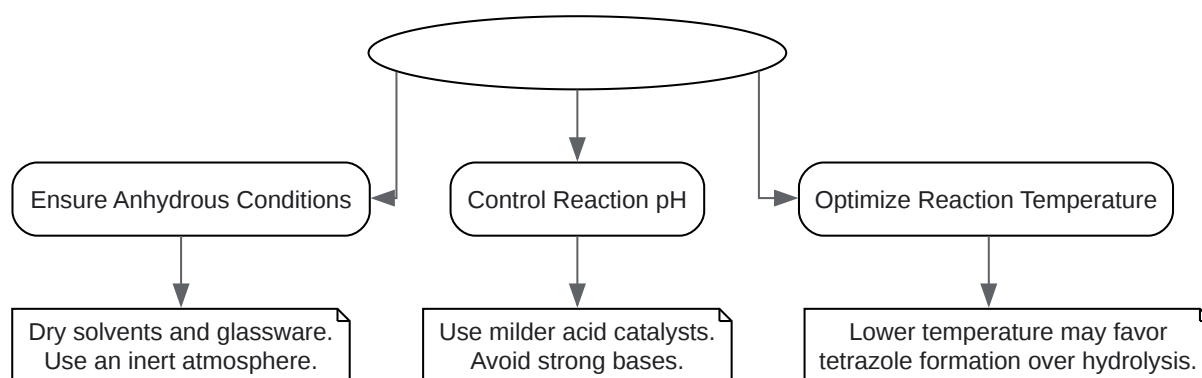 Ensure Anhydrous Conditions
Control Reaction pH
Optimize Reaction Temperature
Dry solvents and glassware.
Use an inert atmosphere.
Use milder acid catalysts.
Avoid strong bases.
Lower temperature may favor
tetrazole formation over hydrolysis.